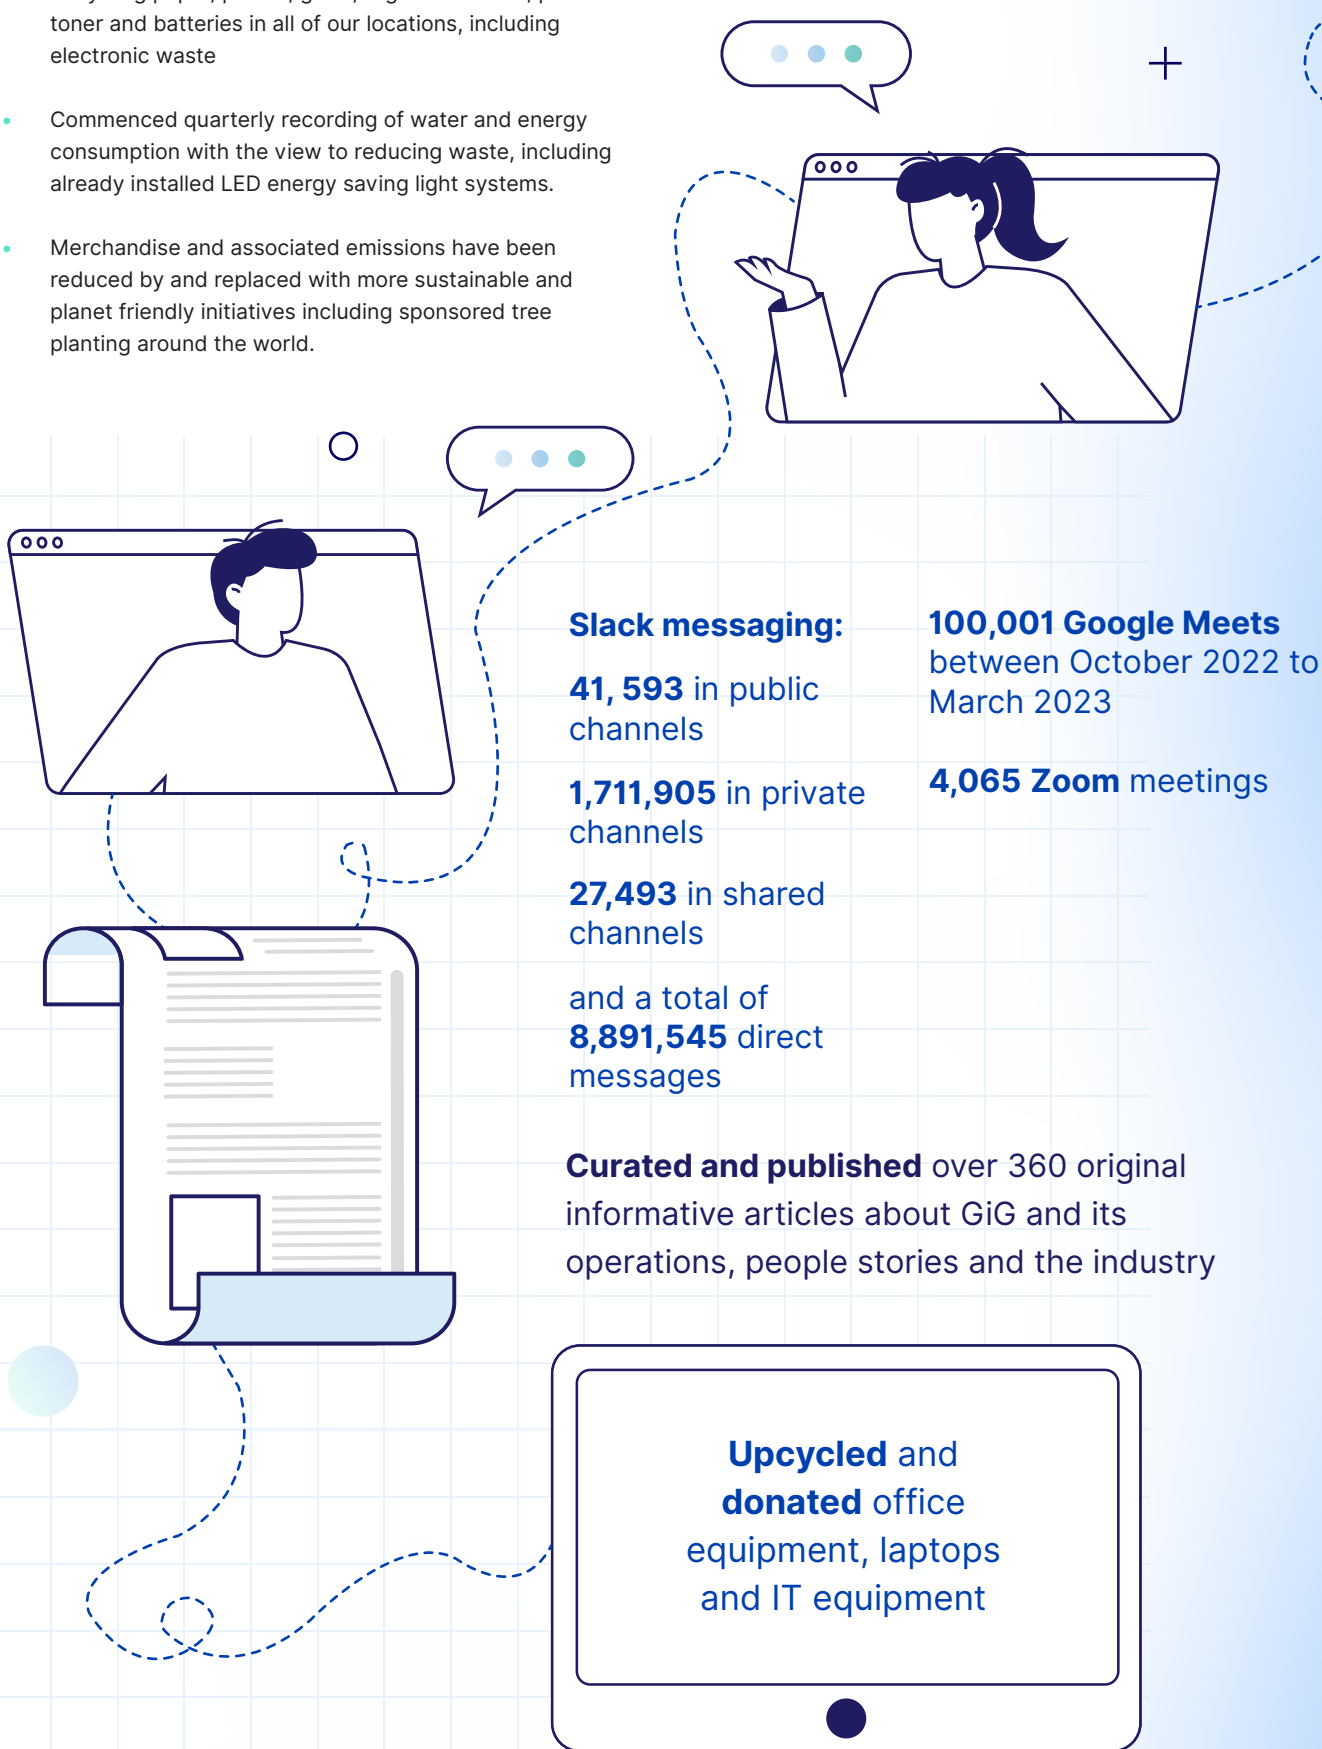 toner and batteries in all of our locations, including
electronic waste
Commenced quarterly recording of water and energy
consumption with the view to reducing waste, including
already installed LED energy saving light systems.
Merchandise and associated emissions have been
reduced by and replaced with more sustainable and
planet friendly initiatives including sponsored tree
planting around the world.
Slack messaging:
41, 593 in public
channels
1,711,905 in private
channels
27,493 in shared
channels
and a total of
8,891,545 direct
messages
100,001 Google Meets
between October 2022 to
March 2023
4,065 Zoom meetings
Curated and published over 360 original
informative articles about GiG and its
operations, people stories and the industry
Upcycled and
donated office
equipment, laptops
and IT equipment